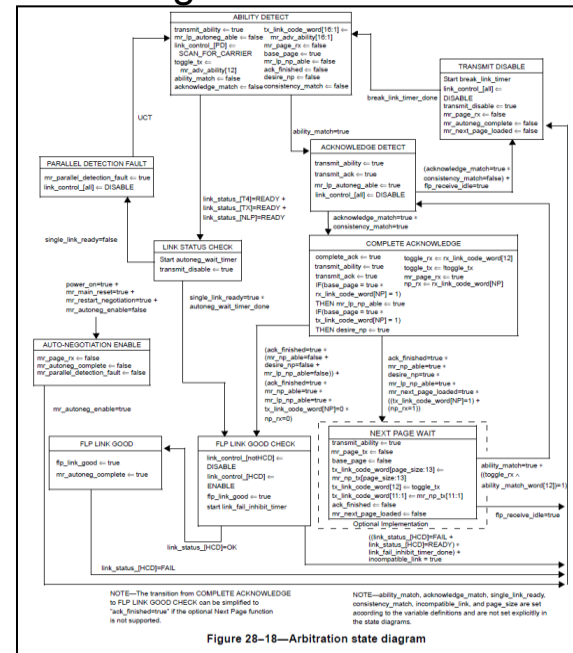 ABILITY DETECT
transmit_ability ⇐ true
mr_lp_autoneg_able ⇐ false
link_control_[PD] ⇐
SCAN_FOR_CARRIER
toggle_tx ⇐
mr_adv_ability[12]
ability_match ⇐ false
acknowledge_match ⇐ false
tx_link_code_word[16:1] ⇐
mr_adv_ability[16:1]
mr_page_rx ⇐ false
base_page ⇐ true
mr_lp_np_able ⇐ false
ack_finished ⇐ false
desire_np ⇐ false
consistency_match ⇐ false
TRANSMIT DISABLE
Start break_link_timer
link_control_[all] ⇐
DISABLE
transmit_disable ⇐ true
mr_page_rx ⇐ false
mr_autoneg_complete ⇐ false
mr_next_page_loaded ⇐ false
break_link_timer_done
UCT
ability_match=true
ACKNOWLEDGE DETECT
transmit_ability ⇐ true
transmit_ack ⇐ true
mr_lp_autoneg_able ⇐ true
link_control_[all] ⇐ DISABLE
(acknowledge_match=true *
consistency_match=false) +
flp_receive_idle=true
PARALLEL DETECTION FAULT
mr_parallel_detection_fault ⇐ true
link_control_[all] ⇐ DISABLE
link_status_[T4]=READY +
link_status_[TX]=READY +
link_status_[NLP]=READY
acknowledge_match=true *
consistency_match=true
single_link_ready=false
LINK STATUS CHECK
Start autoneg_wait_timer
transmit_disable ⇐ true
COMPLETE ACKNOWLEDGE
complete_ack ⇐ true
transmit_ability ⇐ true
transmit_ack ⇐ true
IF(base_page = true *
rx_link_code_word[NP] = 1)
THEN mr_lp_np_able ⇐ true
IF(base_page = true *
tx_link_code_word[NP] = 1)
THEN desire_np ⇐ true
toggle_rx ⇐ rx_link_code_word[12]
toggle_tx ⇐ !toggle_tx
mr_page_rx ⇐ true
np_rx ⇐ rx_link_code_word[NP]
power_on=true +
mr_main_reset=true +
mr_restart_negotiation=true +
mr_autoneg_enable=false
single_link_ready=true *
autoneg_wait_timer_done
AUTO-NEGOTIATION ENABLE
mr_page_rx ⇐ false
mr_autoneg_complete ⇐ false
mr_parallel_detection_fault ⇐ false
(ack_finished=true *
(mr_np_able=false +
desire_np=false +
mr_lp_np_able=false)) +
(ack_finished=true *
mr_np_able=true *
mr_lp_np_able=true *
tx_link_code_word[NP]=0 *
np_rx=0)
ack_finished=true *
mr_np_able=true *
desire_np=true *
mr_lp_np_able=true *
mr_next_page_loaded=true *
((tx_link_code_word[NP]=1) +
(np_rx=1))
mr_autoneg_enable=true
FLP LINK GOOD
flp_link_good ⇐ true
mr_autoneg_complete ⇐ true
FLP LINK GOOD CHECK
link_control_[notHCD] ⇐
DISABLE
link_control_[HCD] ⇐
ENABLE
flp_link_good ⇐ true
start link_fail_inhibit_timer
NEXT PAGE WAIT
transmit_ability ⇐ true
mr_page_tx ⇐ false
base_page ⇐ false
tx_link_code_word[page_size:13] ⇐
mr_np_tx[page_size:13]
tx_link_code_word[12] ⇐ toggle_tx
tx_link_code_word[11:1] ⇐ mr_np_tx[11:1]
ack_finished ⇐ false
mr_next_page_loaded ⇐ false
Optional Implementation
ability_match=true *
((toggle_rx ^
ability _match_word[12])=1)
flp_receive_idle=true
link_status_[HCD]=OK
((link_status_[HCD]=FAIL +
link_status_[HCD]=READY) *
link_fail_inhibit_timer_done) +
incompatible_link = true
link_status_[HCD]=FAIL
NOTE—The transition from COMPLETE ACKNOWLEDGE
to FLP LINK GOOD CHECK can be simplified to
"ack_finished=true" if the optional Next Page function
is not supported.
NOTE—ability_match, acknowledge_match, single_link_ready,
consistency_match, incompatible_link, and page_size are set
according to the variable definitions and are not set explicitly in
the state diagrams.
Figure 28–18—Arbitration state diagram